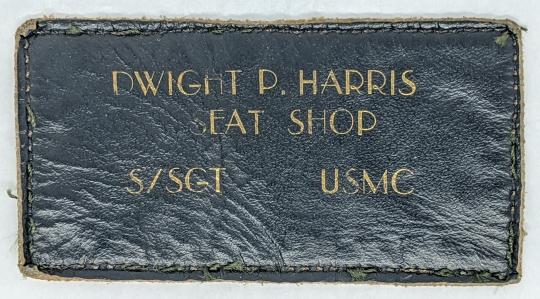 DWIGHT P. HARRIS
SEAT SHOP
S/SGT USMC